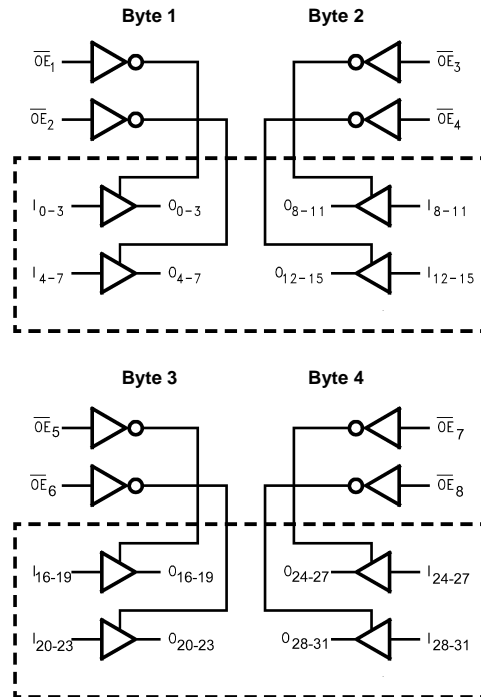 Byte 1 Byte 2
OE1 OE3
OE2 OE4
I0-3 O0-3 O8-11 I8-11
I4-7 O4-7 O12-15 I12-15
Byte 3 Byte 4
OE5 OE7
OE6 OE8
I16-19 O16-19 O24-27 I24-27
I20-23 O20-23 O28-31 I28-31